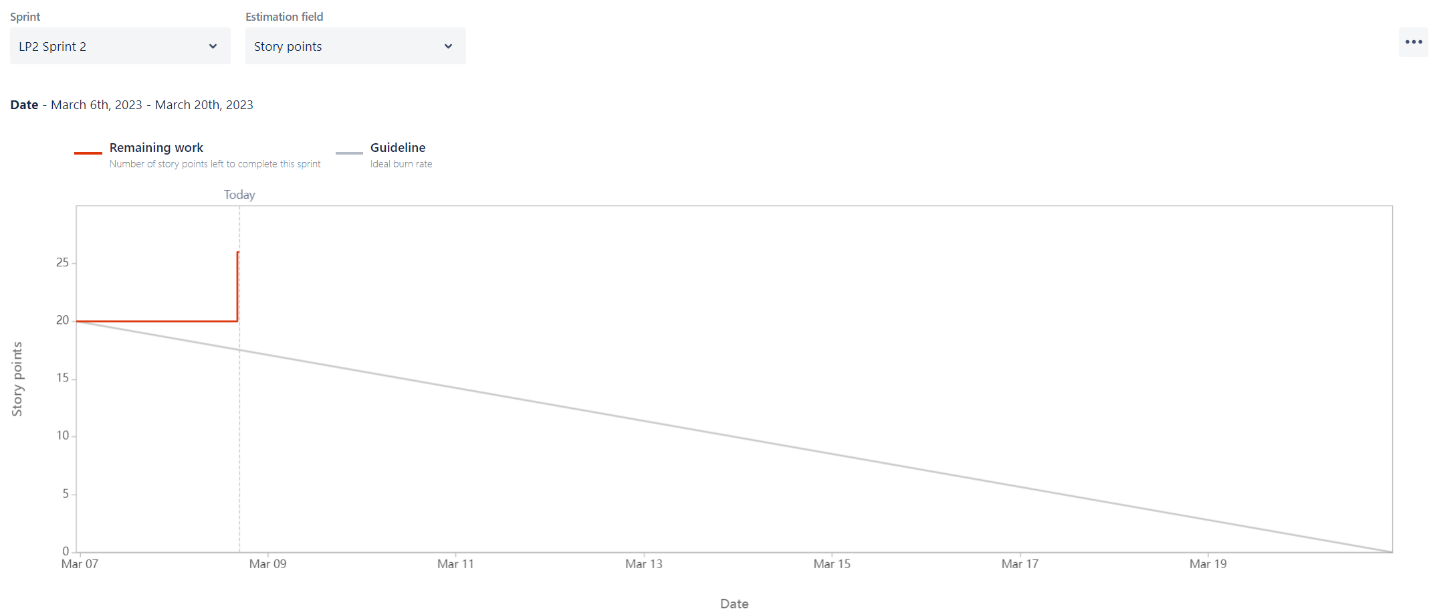 Sprint Estimation field
LP2 Sprint 2 Story points
Date - March 6th, 2023 - March 20th, 2023
Remaining work Guideline
Number of story points left to complete this sprint Ideal burn rate
Today
25
20
15
10
5
0
Story points
Mar 07 Mar 09 Mar 11 Mar 13 Mar 15 Mar 17 Mar 19
Date